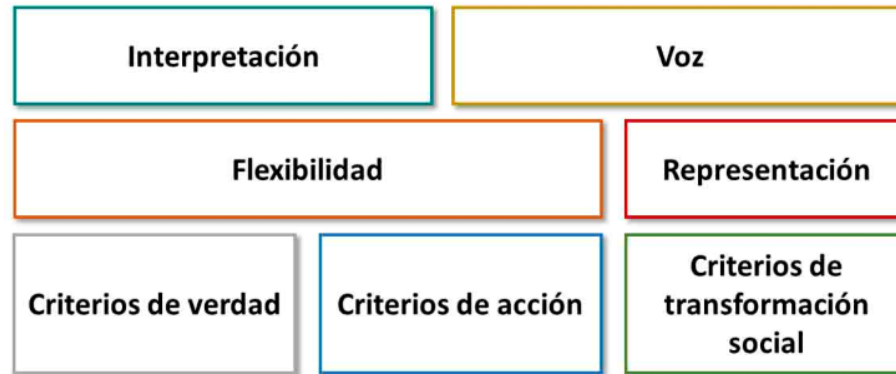 Interpretación
Voz
Flexibilidad
Representación
Criterios de verdad
Criterios de acción
Criterios de
transformación
social